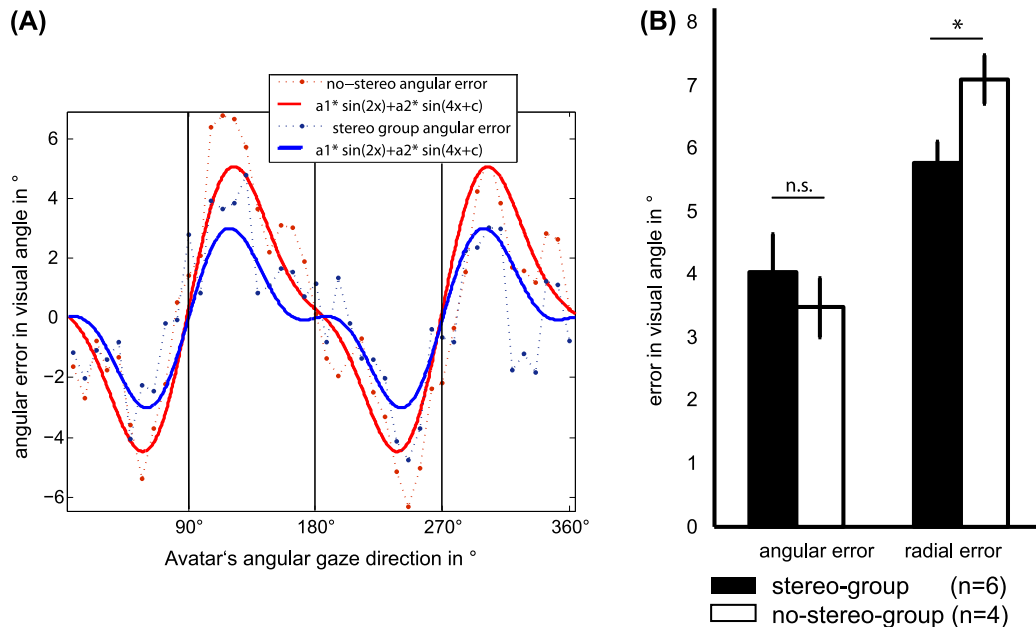 (A)
no-stereo angular error
a1* sin(2x)+a2* sin(4x+c)
stereo group angular error
a1* sin(2x)+a2* sin(4x+c)
angular error in visual angle in °
6
4
2
0
−2
−4
−6
90° 180° 270° 360°
Avatar's angular gaze direction in °
(B)
error in visual angle in °
8
7
6
5
4
3
2
1
0
n.s.
*
angular error radial error
stereo-group (n=6)
no-stereo-group (n=4)